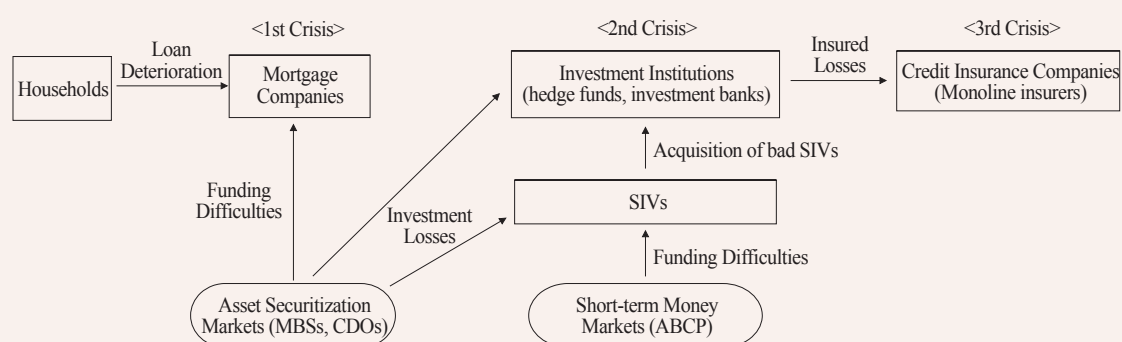 <1st Crisis>
<2nd Crisis>
<3rd Crisis>
Households
Loan
Deterioration
Mortgage
Companies
Investment Institutions
(hedge funds, investment banks)
Insured
Losses
Credit Insurance Companies
(Monoline insurers)
Acquisition of bad SIVs
Funding
Difficulties
Investment
Losses
SIVs
Funding Difficulties
Asset Securitization
Markets (MBSs, CDOs)
Short-term Money
Markets (ABCP)